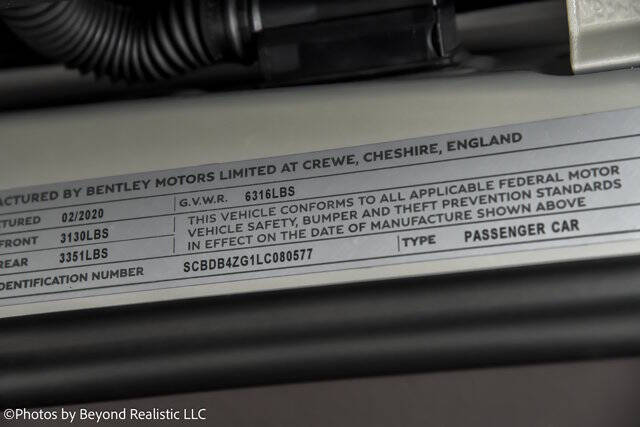 ACTURED BY BENTLEY MOTORS LIMITED AT CREWE, CHESHIRE, ENGLAND
TURED 02/2020 G.V.W.R. 6316LBS
FRONT 3130LBS
REAR 3351LBS
THIS VEHICLE CONFORMS TO ALL APPLICABLE FEDERAL MOTOR
VEHICLE SAFETY, BUMPER AND THEFT PREVENTION STANDARDS
IN EFFECT ON THE DATE OF MANUFACTURE SHOWN ABOVE
DENTIFICATION NUMBER SCBDB4ZG1LC080577 TYPE PASSENGER CAR
©Photos by Beyond Realistic LLC